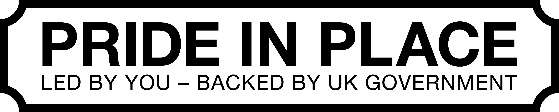 PRIDE IN PLACE
LED BY YOU – BACKED BY UK GOVERNMENT